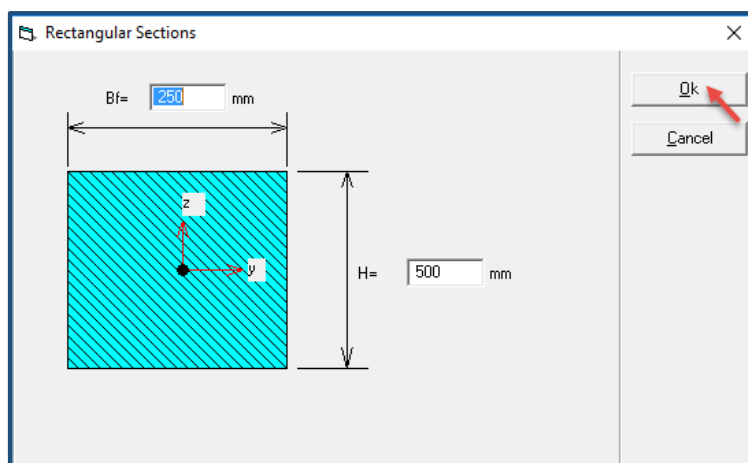 Rectangular Sections
Bf= 250 mm
Ok
Cancel
z
y
H= 500 mm